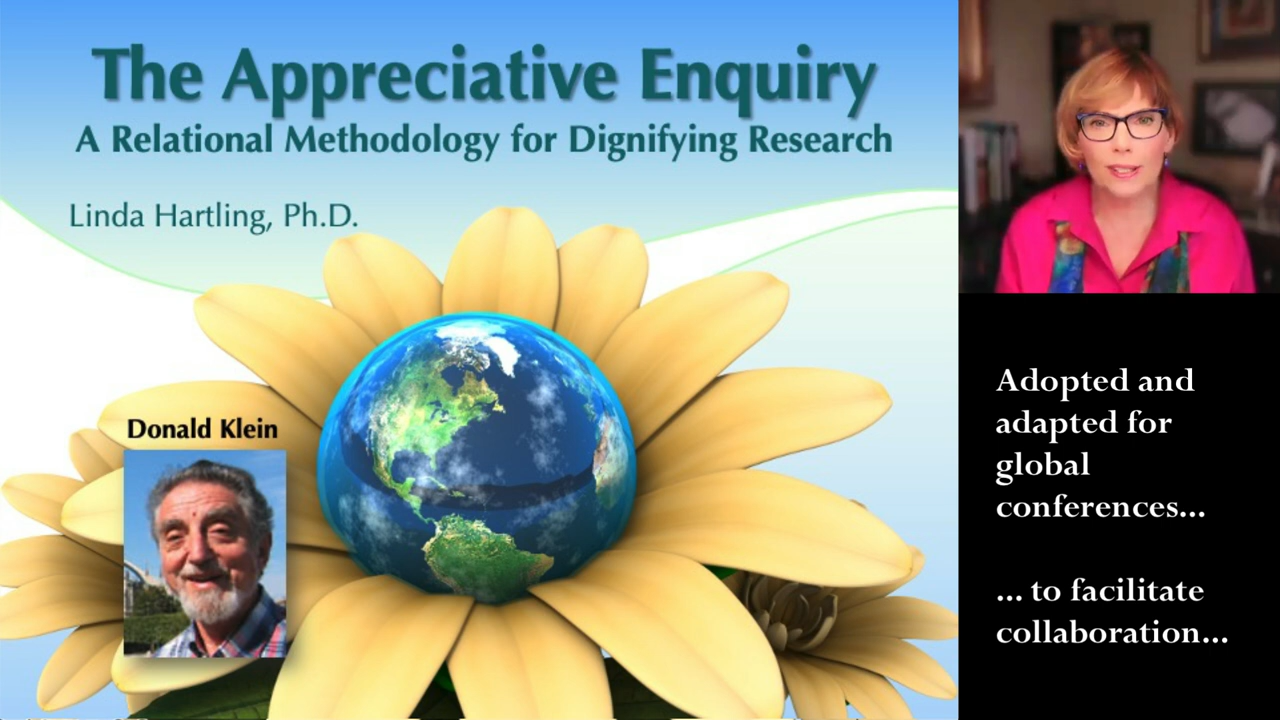 The Appreciative Enquiry
A Relational Methodology for Dignifying Research
Linda Hartling, Ph.D.
Donald Klein
Adopted and
adapted for
global
conferences...
... to facilitate
collaboration...